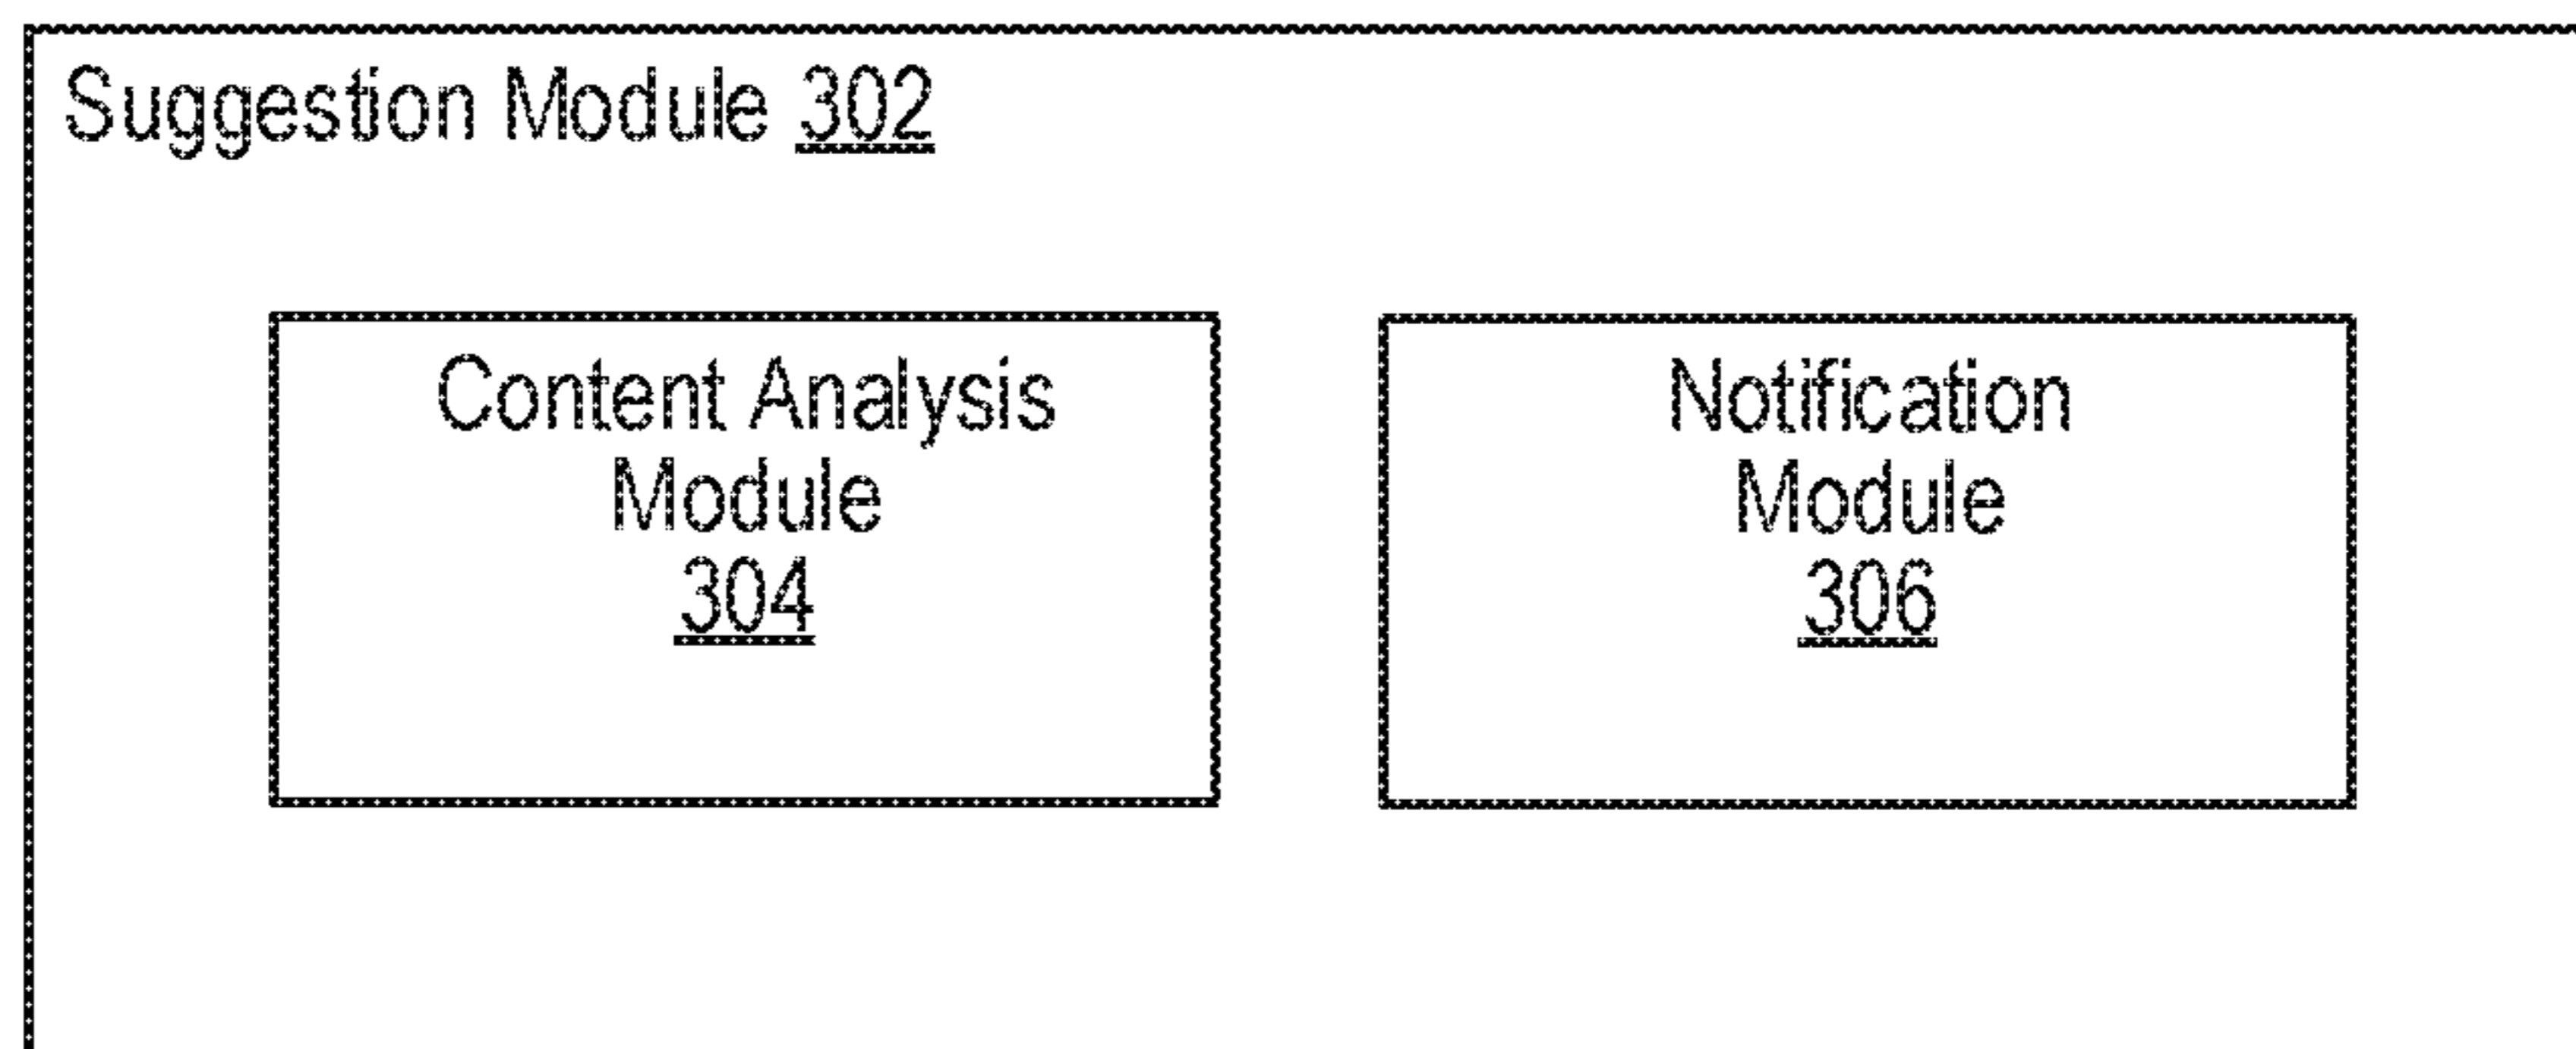 Suggestion Module 302
Content Analysis
Module
304
Notification
Module
306